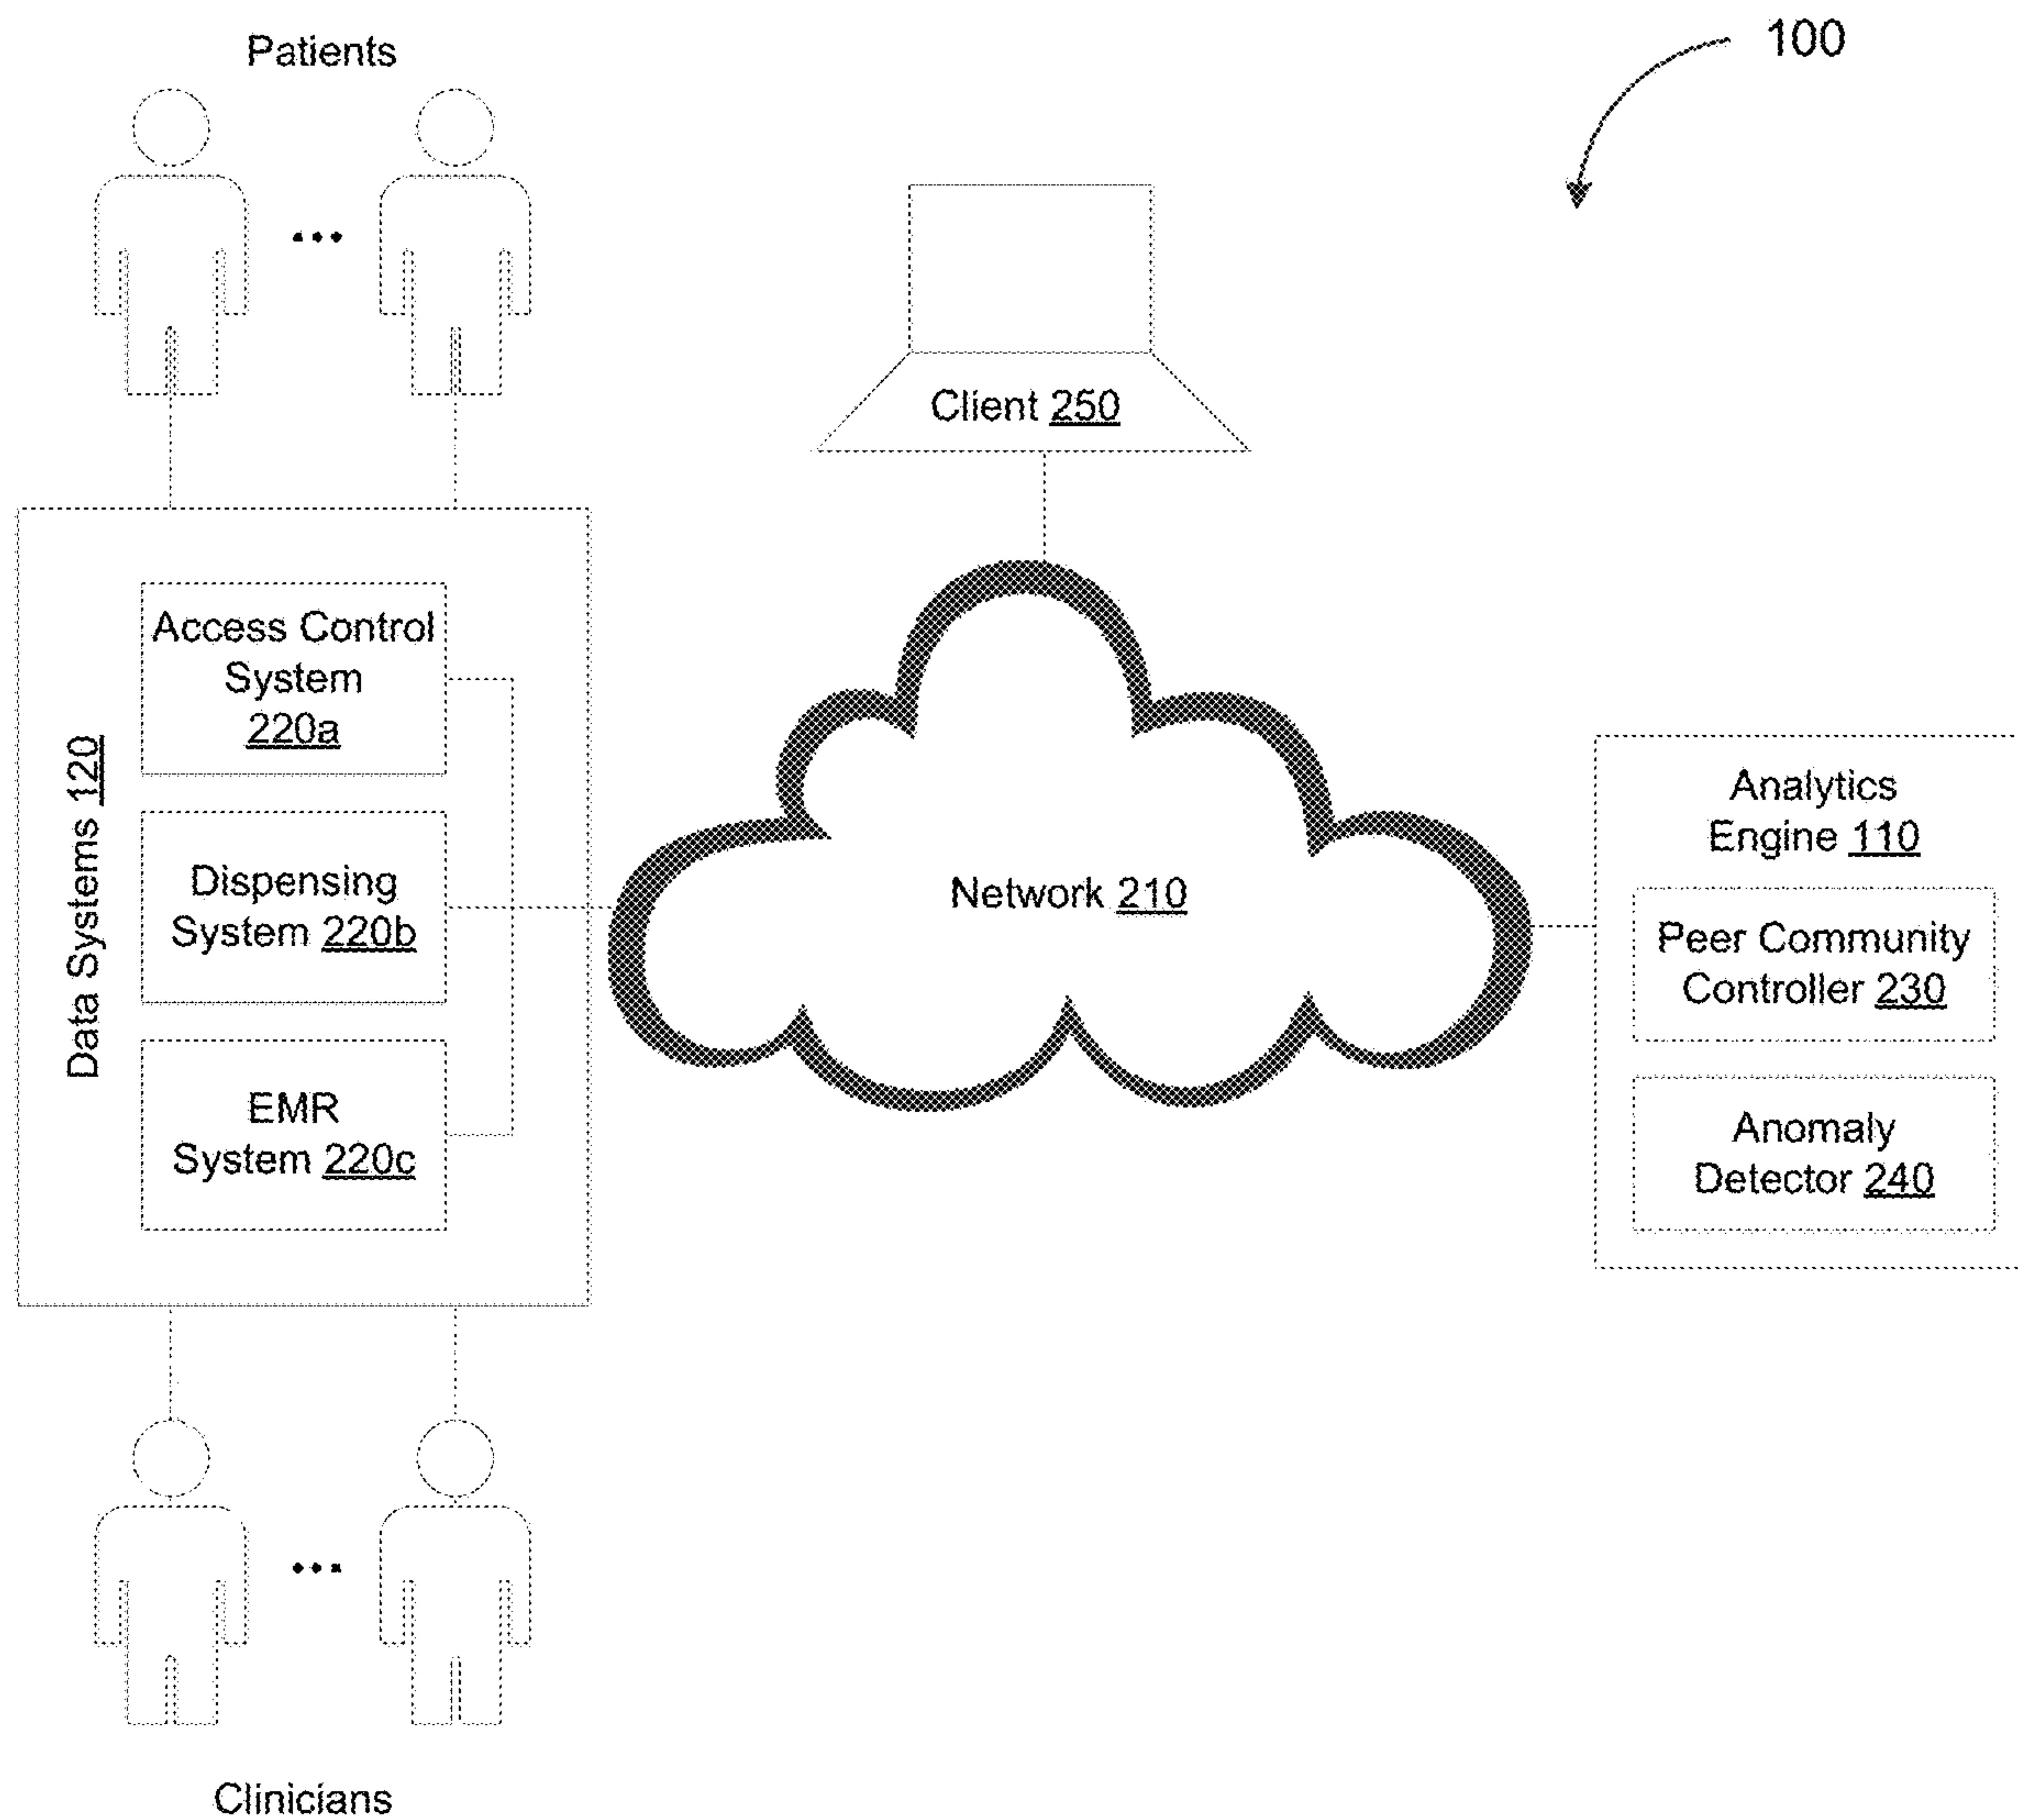 Patients
100
Client 250
Data Systems 120
Access Control
System
220a
Dispensing
System 220b
EMR
System 220c
Network 210
Analytics
Engine 110
Peer Community
Controller 230
Anomaly
Detector 240
Clinicians